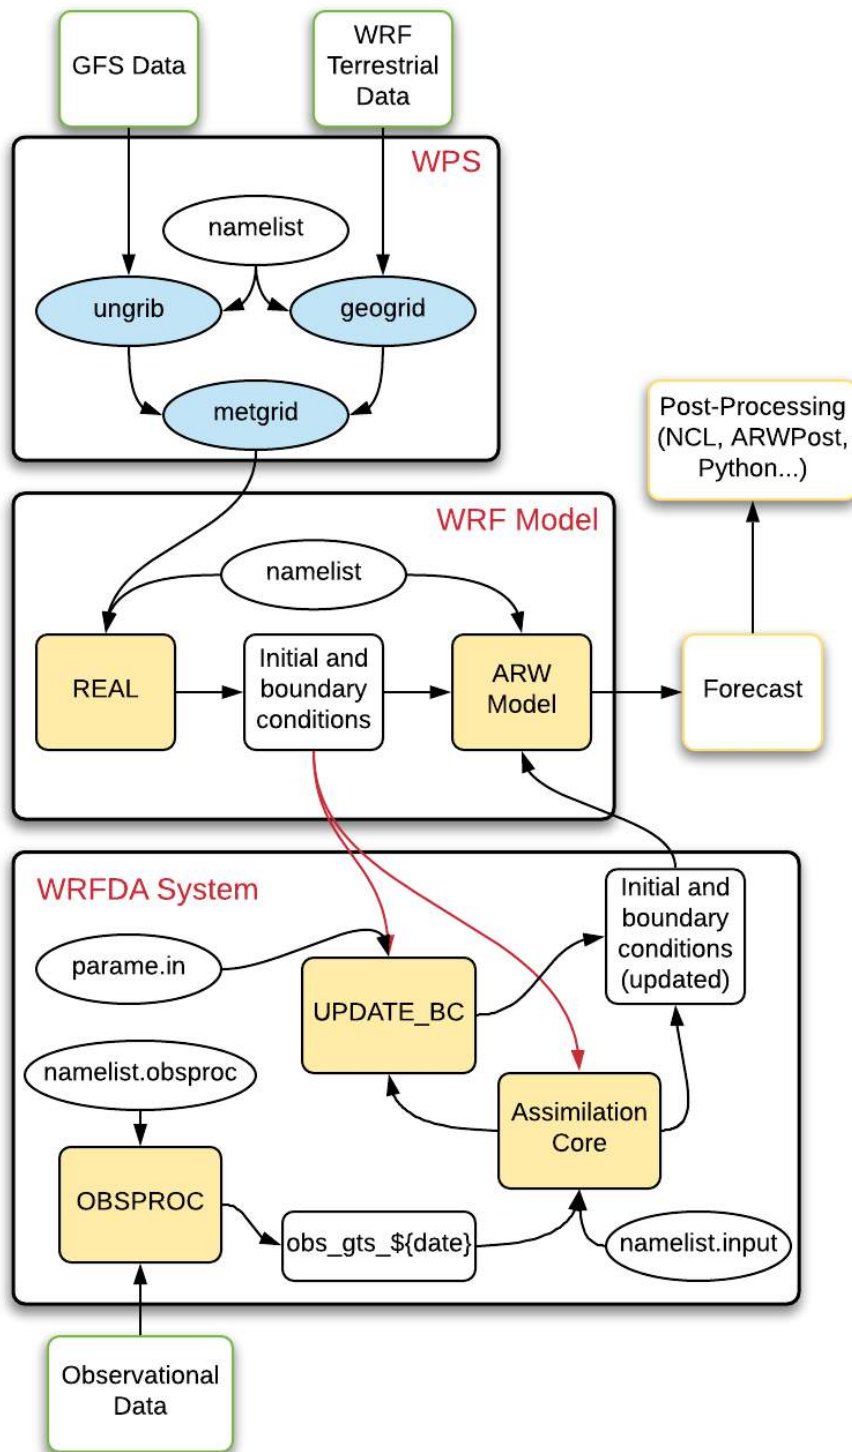 GFS Data
WRF
Terrestrial
Data
WPS
namelist
ungrib
geogrid
metgrid
Post-Processing
(NCL, ARWPost,
Python...)
WRF Model
namelist
REAL
Initial and
boundary
conditions
ARW
Model
Forecast
WRFDA System
Initial and
boundary
conditions
(updated)
parame.in
UPDATE_BC
namelist.obsproc
Assimilation
Core
OBSPROC
obs_gts_${date}
namelist.input
Observational
Data